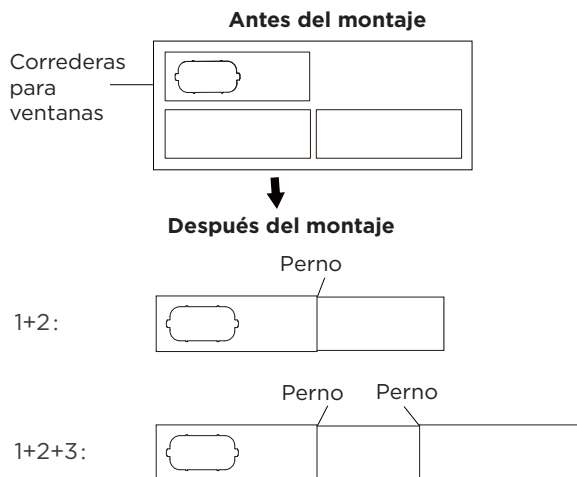 Antes del montaje
Correderas
para
ventanas
Después del montaje
Perno
1+2:
Perno Perno
1+2+3: